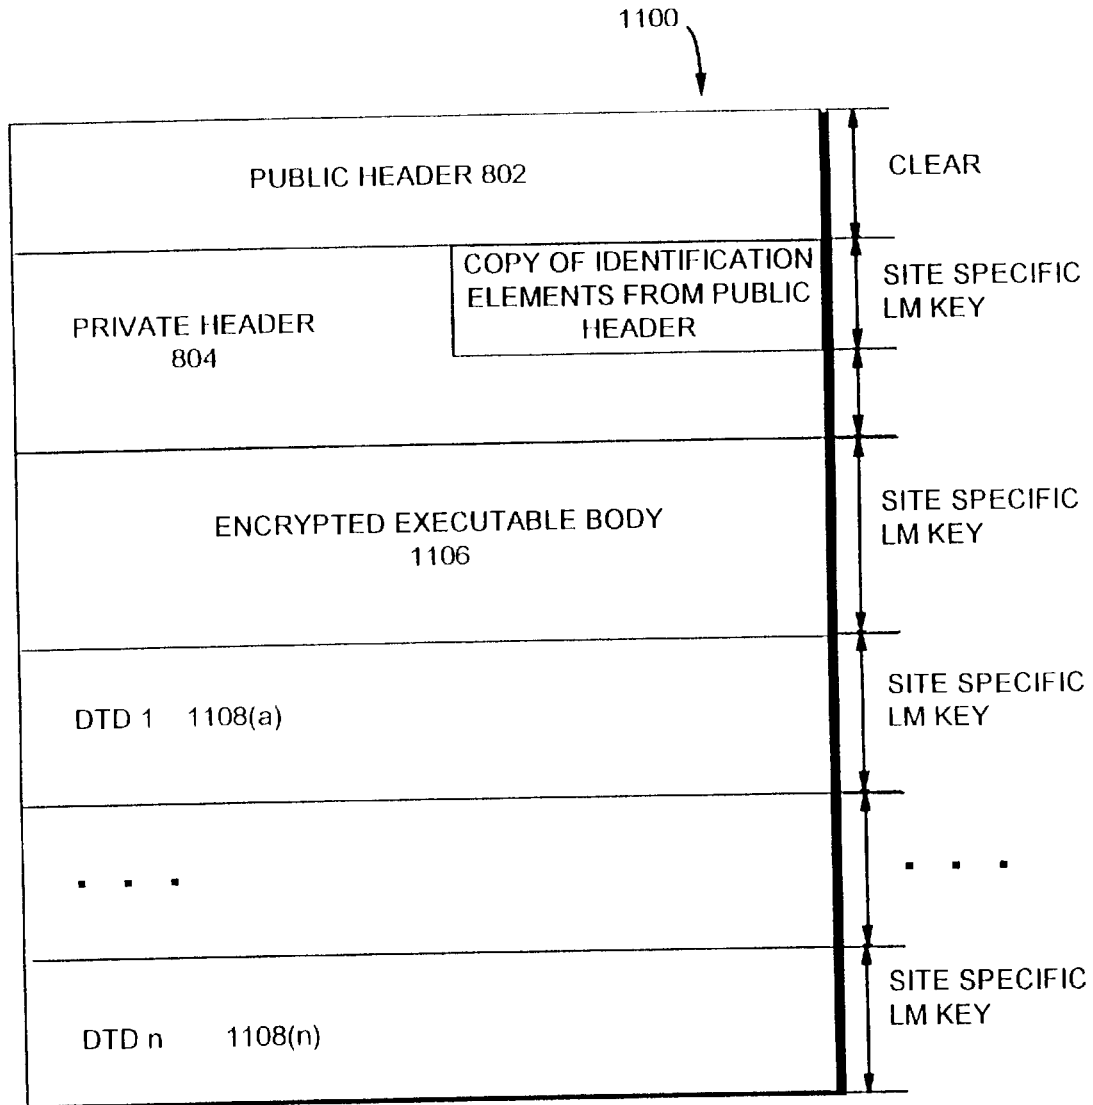 1100
PUBLIC HEADER 802
CLEAR
COPY OF IDENTIFICATION
ELEMENTS FROM PUBLIC
HEADER
PRIVATE HEADER
804
SITE SPECIFIC
LM KEY
ENCRYPTED EXECUTABLE BODY
1106
SITE SPECIFIC
LM KEY
DTD 1 1108(a)
SITE SPECIFIC
LM KEY
. . .
. . .
DTD n 1108(n)
SITE SPECIFIC
LM KEY